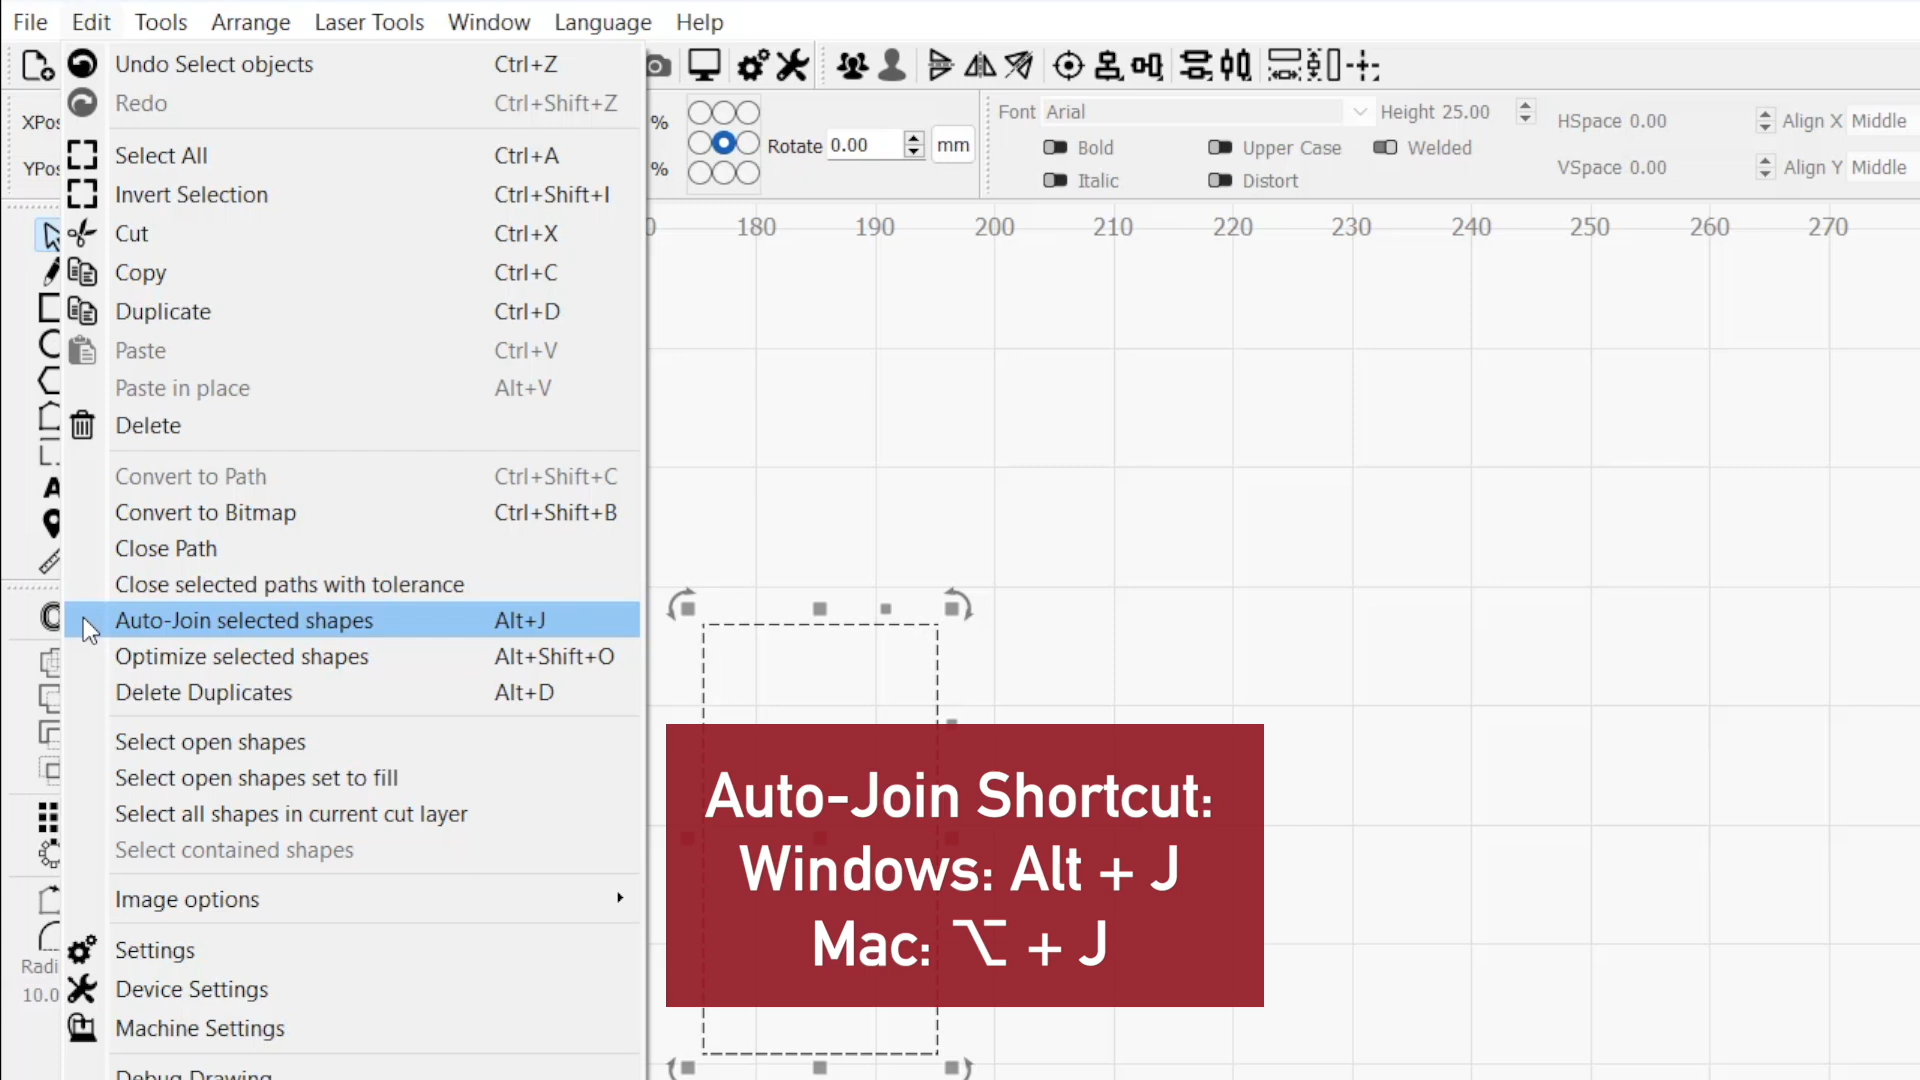 File Edit Tools Arrange Laser Tools Window Language Help
Undo Select objects Ctrl+Z
Redo Ctrl+Shift+Z
Select All Ctrl+A
Invert Selection Ctrl+Shift+I
Cut Ctrl+X
Copy Ctrl+C
Duplicate Ctrl+D
Paste Ctrl+V
Paste in place Alt+V
Delete
Convert to Path Ctrl+Shift+C
Convert to Bitmap Ctrl+Shift+B
Close Path
Close selected paths with tolerance
Auto-Join selected shapes Alt+J
Optimize selected shapes Alt+Shift+O
Delete Duplicates Alt+D
Select open shapes
Select open shapes set to fill
Select all shapes in current cut layer
Select contained shapes
Image options
Settings
Device Settings
Machine Settings
Debug Drawing
XPos
YPos
%
%
Rotate 0.00 mm
Font Arial Height 25.00
Bold Upper Case Welded
Italic Distort
HSpace 0.00 Align X Middle
VSpace 0.00 Align Y Middle
0 180 190 200 210 220 230 240 250 260 270
A
Radi
10.0
Auto-Join Shortcut:
Windows: Alt + J
Mac: ⌥ + J